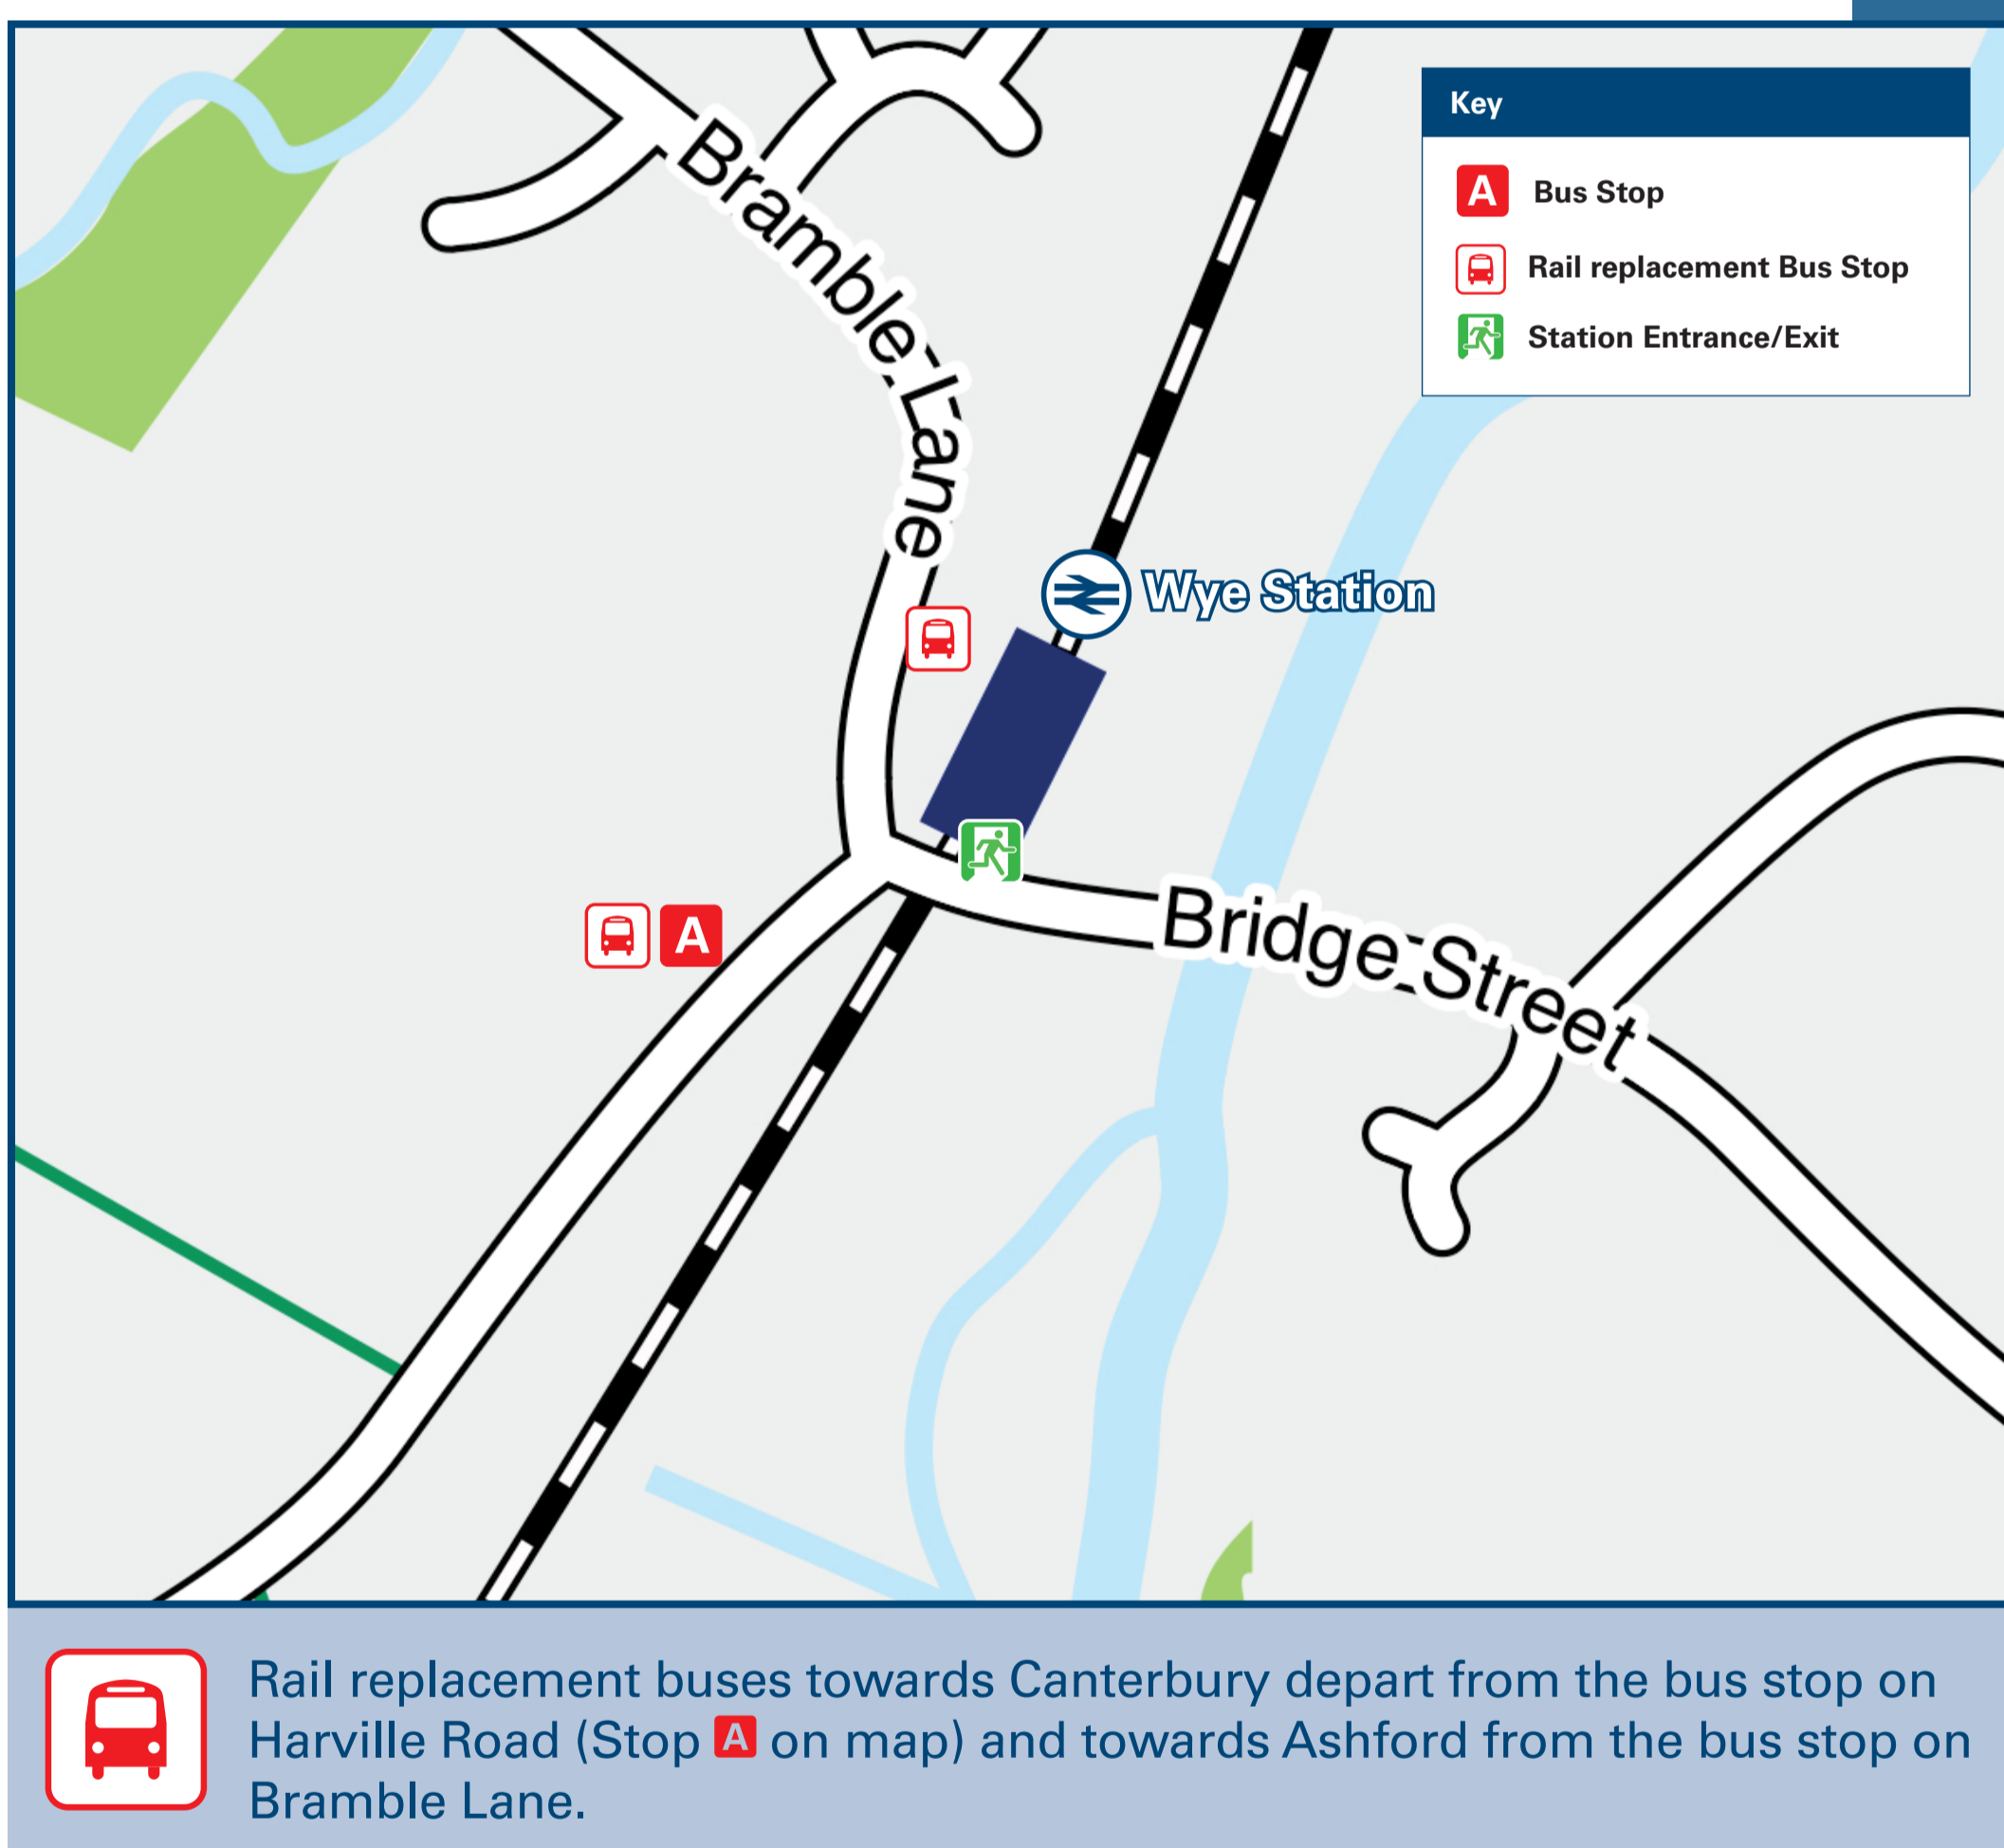 Key
A Bus Stop
Rail replacement Bus Stop
Station Entrance/Exit
Bramble Lane
Wye Station
A
Bridge Street
Rail replacement buses towards Canterbury depart from the bus stop on
Harville Road (Stop A on map) and towards Ashford from the bus stop on
Bramble Lane.